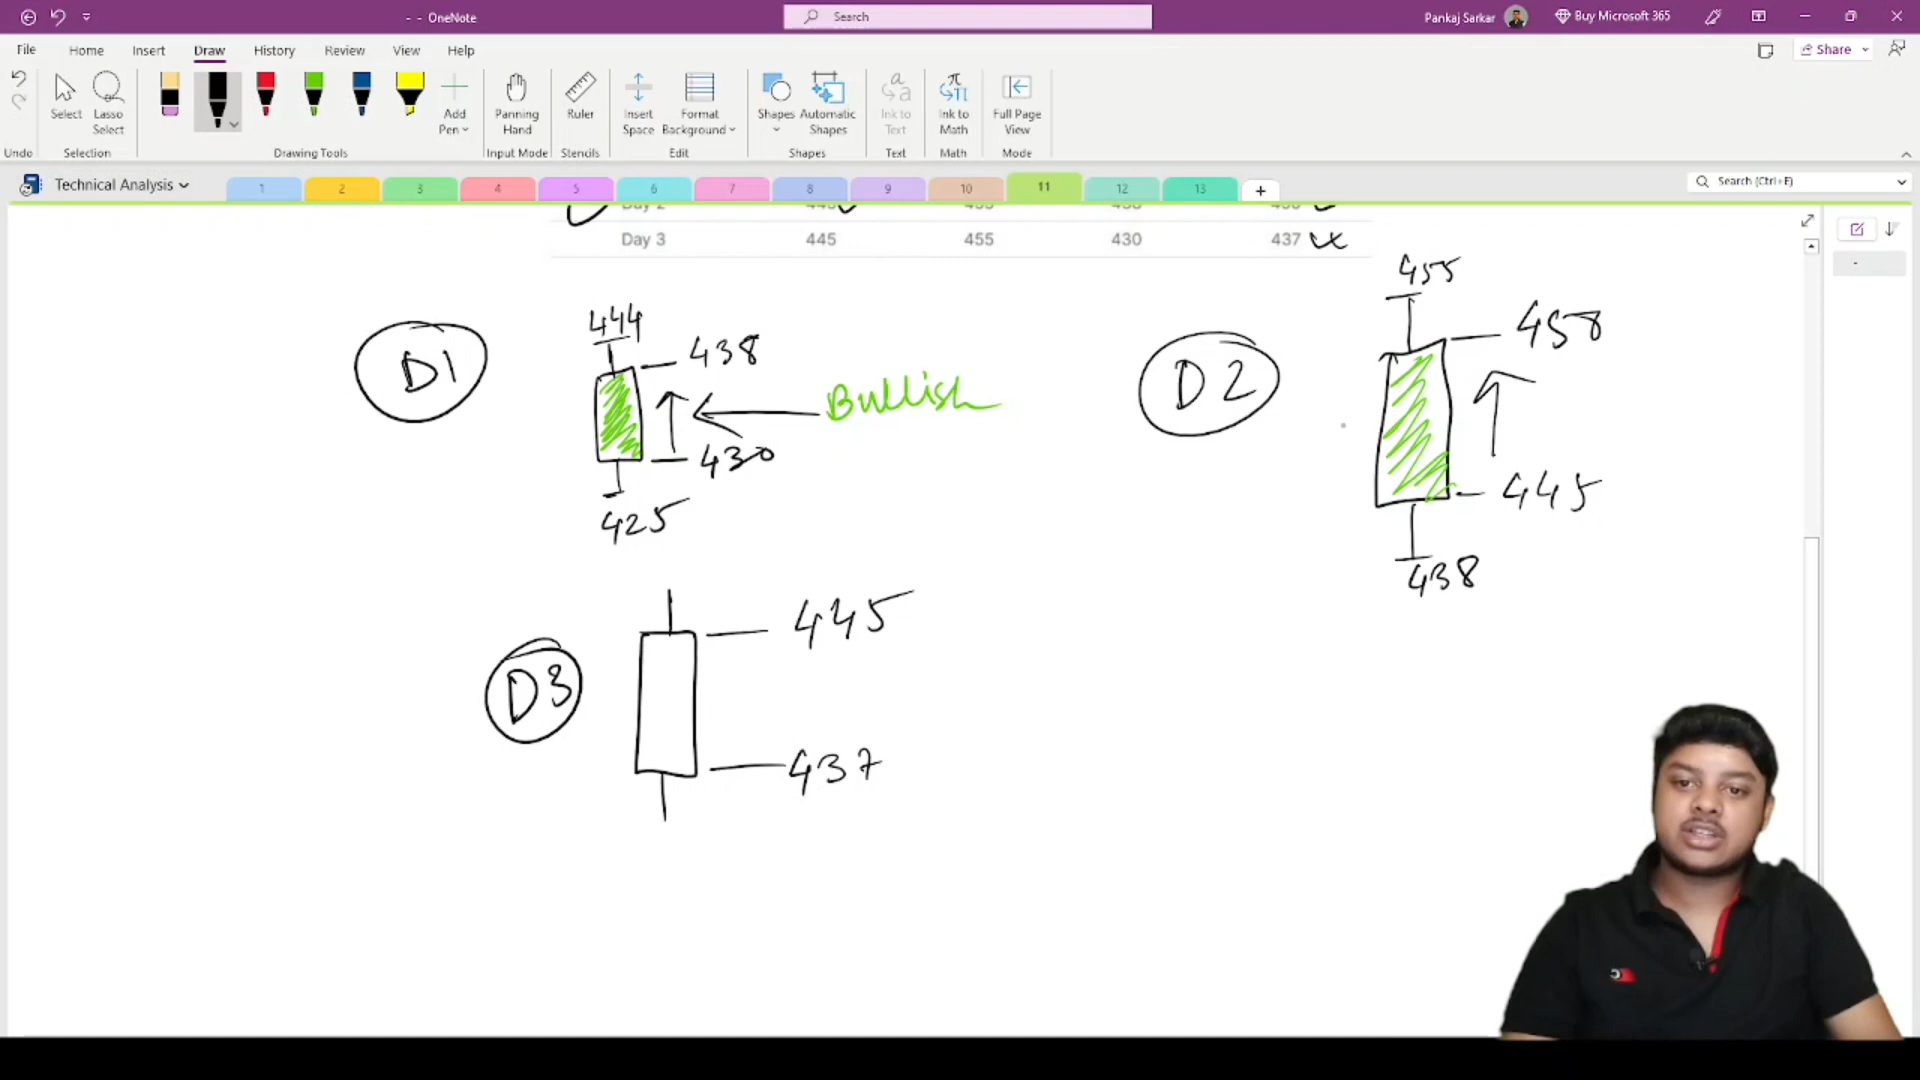 - - OneNote
Search
Pankaj Sarkar
Buy Microsoft 365
File Home Insert Draw History Review View Help
Share
Select
Lasso Select
Add Pen
Panning Hand
Ruler
Insert Space
Format Background
Shapes
Automatic Shapes
Ink to Text
Ink to Math
Full Page View
Undo Selection Drawing Tools Input Mode Stencils Edit Shapes Text Math Mode
Technical Analysis 1 2 3 4 5 6 7 8 9 10 11 12 13 +
Search (Ctrl+E)
Day 2
Day 3 445 455 430 437
D1
444
438
430
425
Bullish
D2
455
458
445
438
D3
445
437